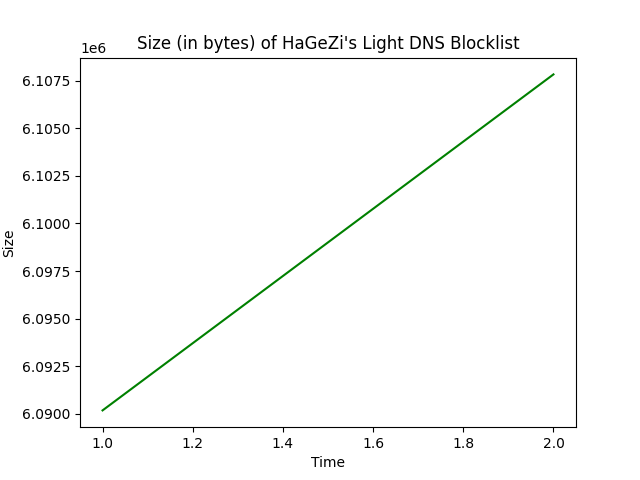 Size (in bytes) of HaGeZi's Light DNS Blocklist
1e6
6.1075
6.1050
6.1025
6.1000
6.0975
6.0950
6.0925
6.0900
Size
1.0 1.2 1.4 1.6 1.8 2.0
Time